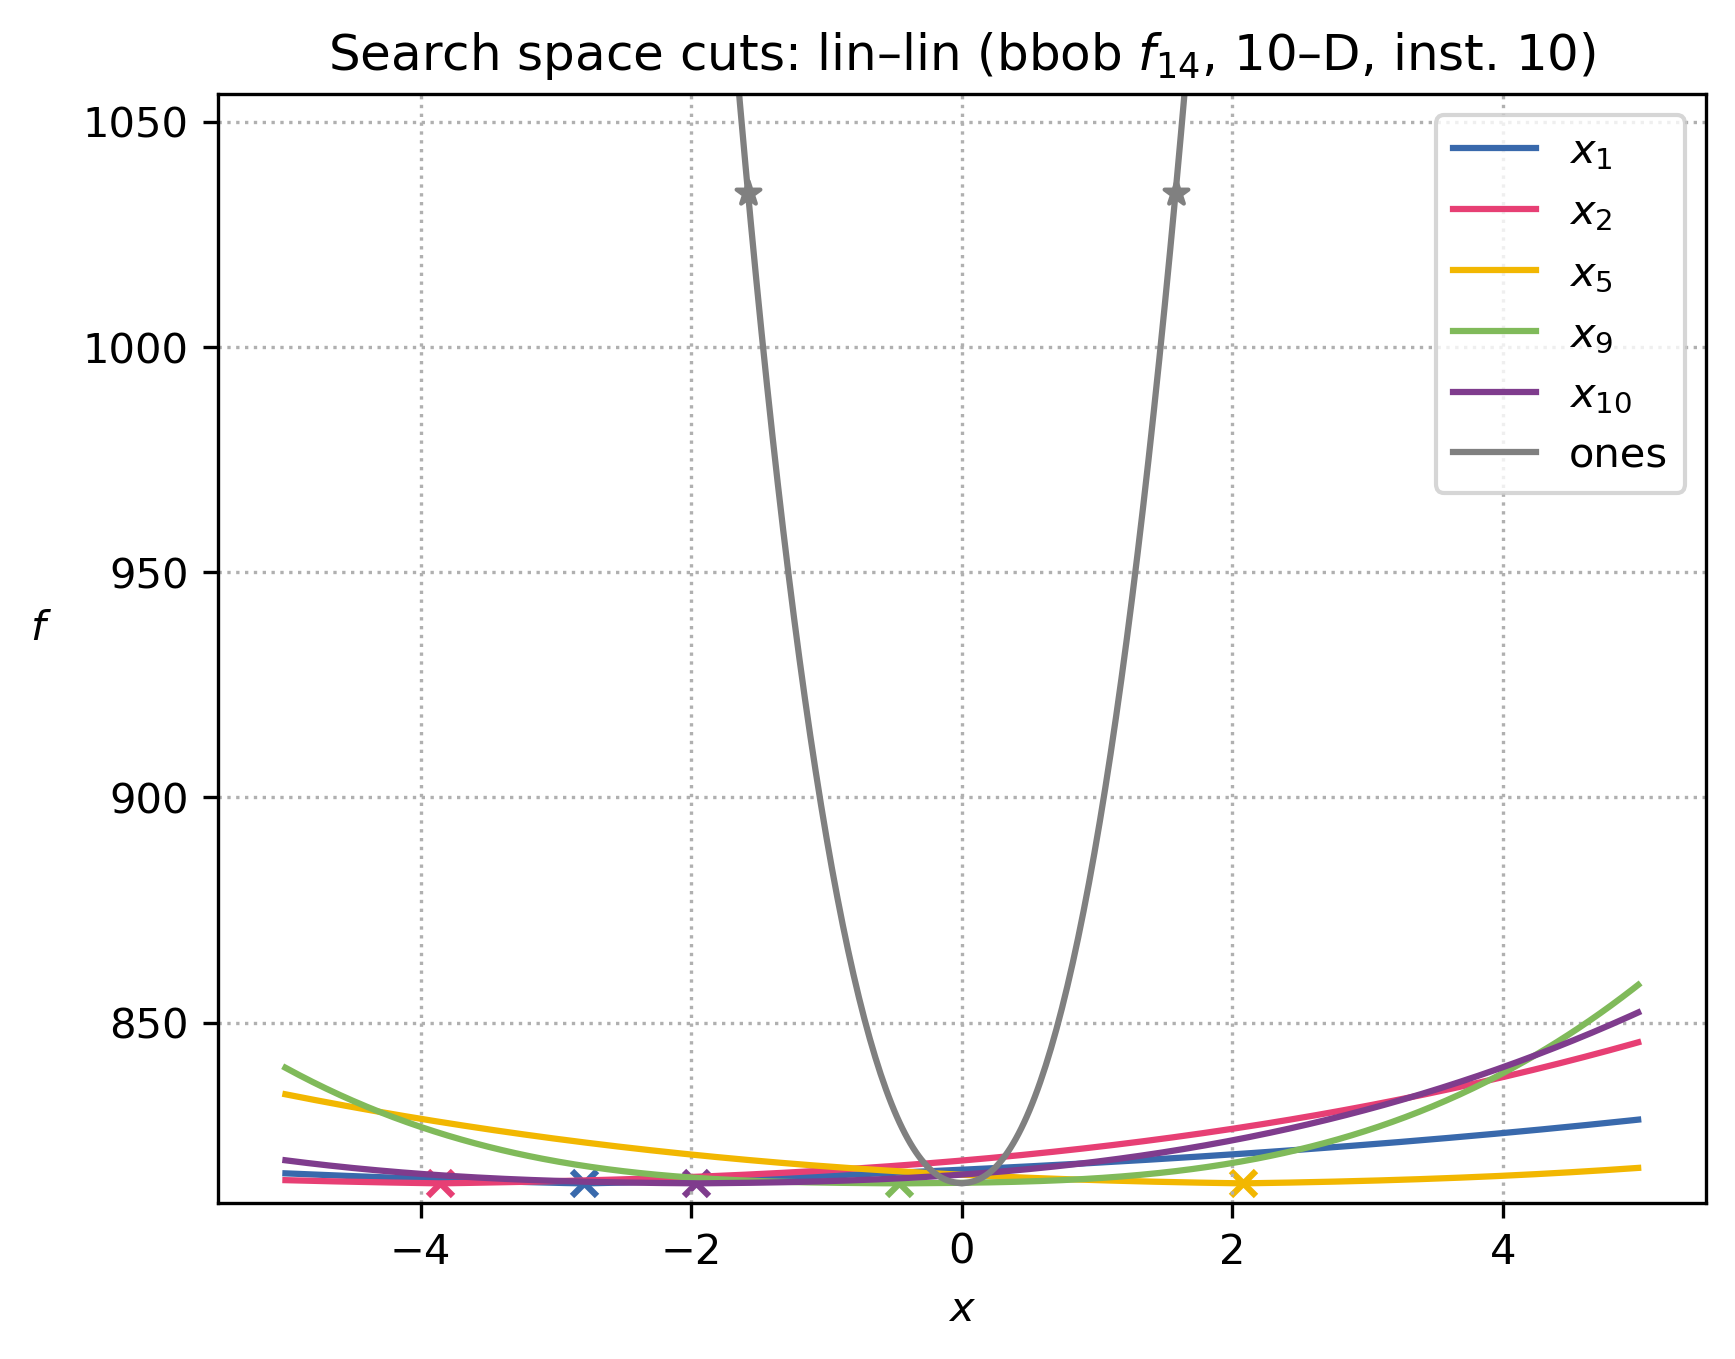 Search space cuts: lin–lin (bbob f₁₄, 10–D, inst. 10)
1050
1000
950
900
850
f
−4 −2 0 2 4
x
x₁
x₂
x₅
x₉
x₁₀
ones